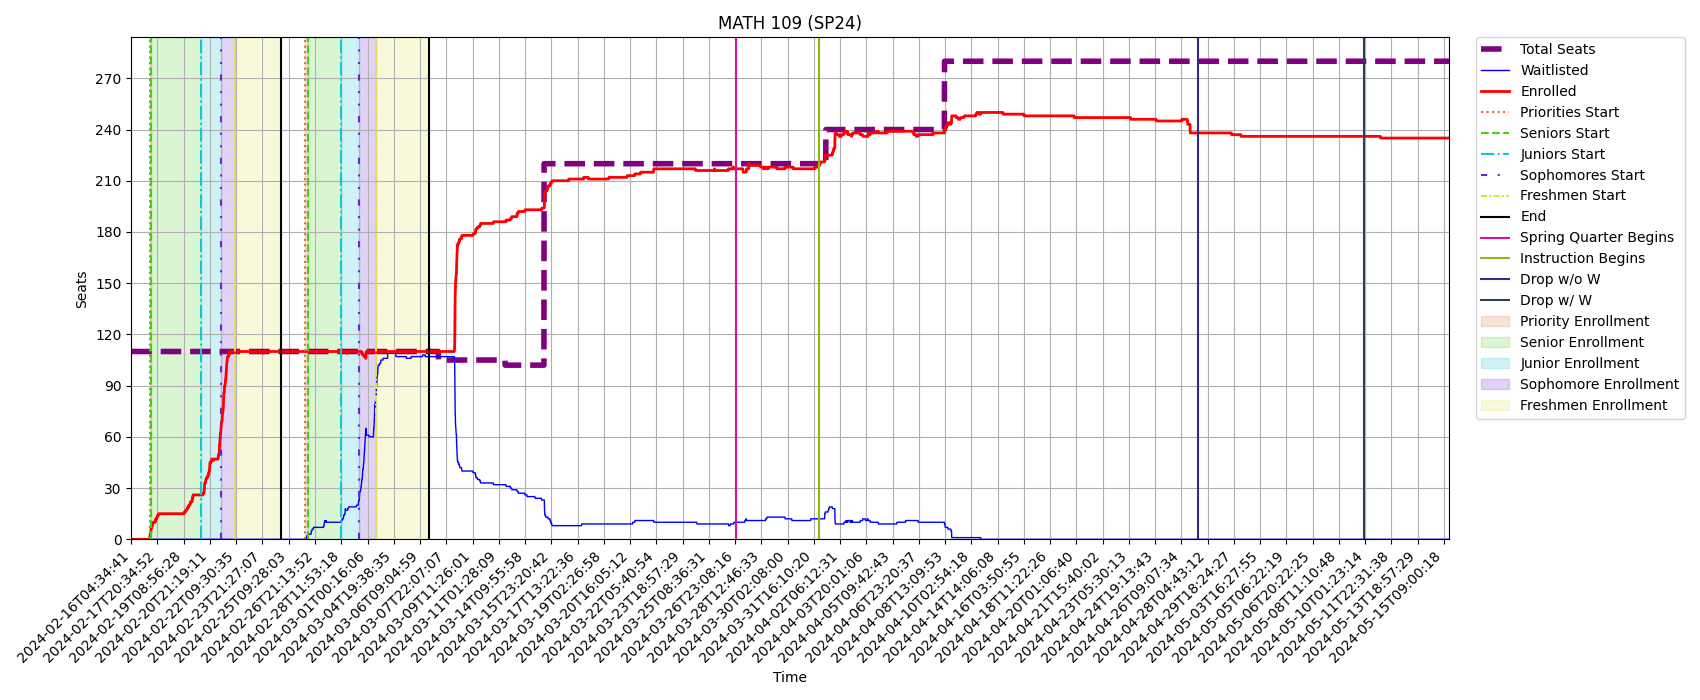 MATH 109 (SP24)
Seats
270
240
210
180
150
120
90
60
30
0
2024-02-16T04:34:41
2024-02-17T20:34:52
2024-02-19T08:56:28
2024-02-20T21:19:11
2024-02-22T09:30:35
2024-02-23T21:27:07
2024-02-25T09:28:03
2024-02-26T21:13:52
2024-02-28T11:53:18
2024-03-01T00:16:06
2024-03-04T19:38:35
2024-03-06T09:04:59
2024-03-07T22:07:07
2024-03-11T11:26:01
2024-03-11T01:28:05
2024-03-14T09:55:58
2024-03-15T23:20:42
2024-03-17T13:22:36
2024-03-19T02:26:58
2024-03-20T16:05:12
2024-03-22T05:40:54
2024-03-23T18:57:29
2024-03-25T08:36:31
2024-03-26T23:08:16
2024-03-28T12:46:33
2024-03-30T02:08:00
2024-03-31T16:10:20
2024-04-02T06:12:31
2024-04-03T20:01:06
2024-04-05T09:42:43
2024-04-06T23:20:37
2024-04-08T13:09:53
2024-04-10T02:54:18
2024-04-14T14:06:08
2024-04-16T03:50:55
2024-04-18T11:22:26
2024-04-20T01:06:40
2024-04-21T15:40:02
2024-04-23T05:30:13
2024-04-24T19:13:43
2024-04-26T09:07:34
2024-04-28T04:43:12
2024-04-29T18:24:27
2024-05-03T16:27:55
2024-05-05T06:22:19
2024-05-06T20:22:25
2024-05-08T11:10:48
2024-05-10T01:23:14
2024-05-11T22:31:38
2024-05-13T18:57:29
2024-05-15T09:00:18
Time
Total Seats
Waitlisted
Enrolled
Priorities Start
Seniors Start
Juniors Start
Sophomores Start
Freshmen Start
End
Spring Quarter Begins
Instruction Begins
Drop w/o W
Drop w/ W
Priority Enrollment
Senior Enrollment
Junior Enrollment
Sophomore Enrollment
Freshmen Enrollment